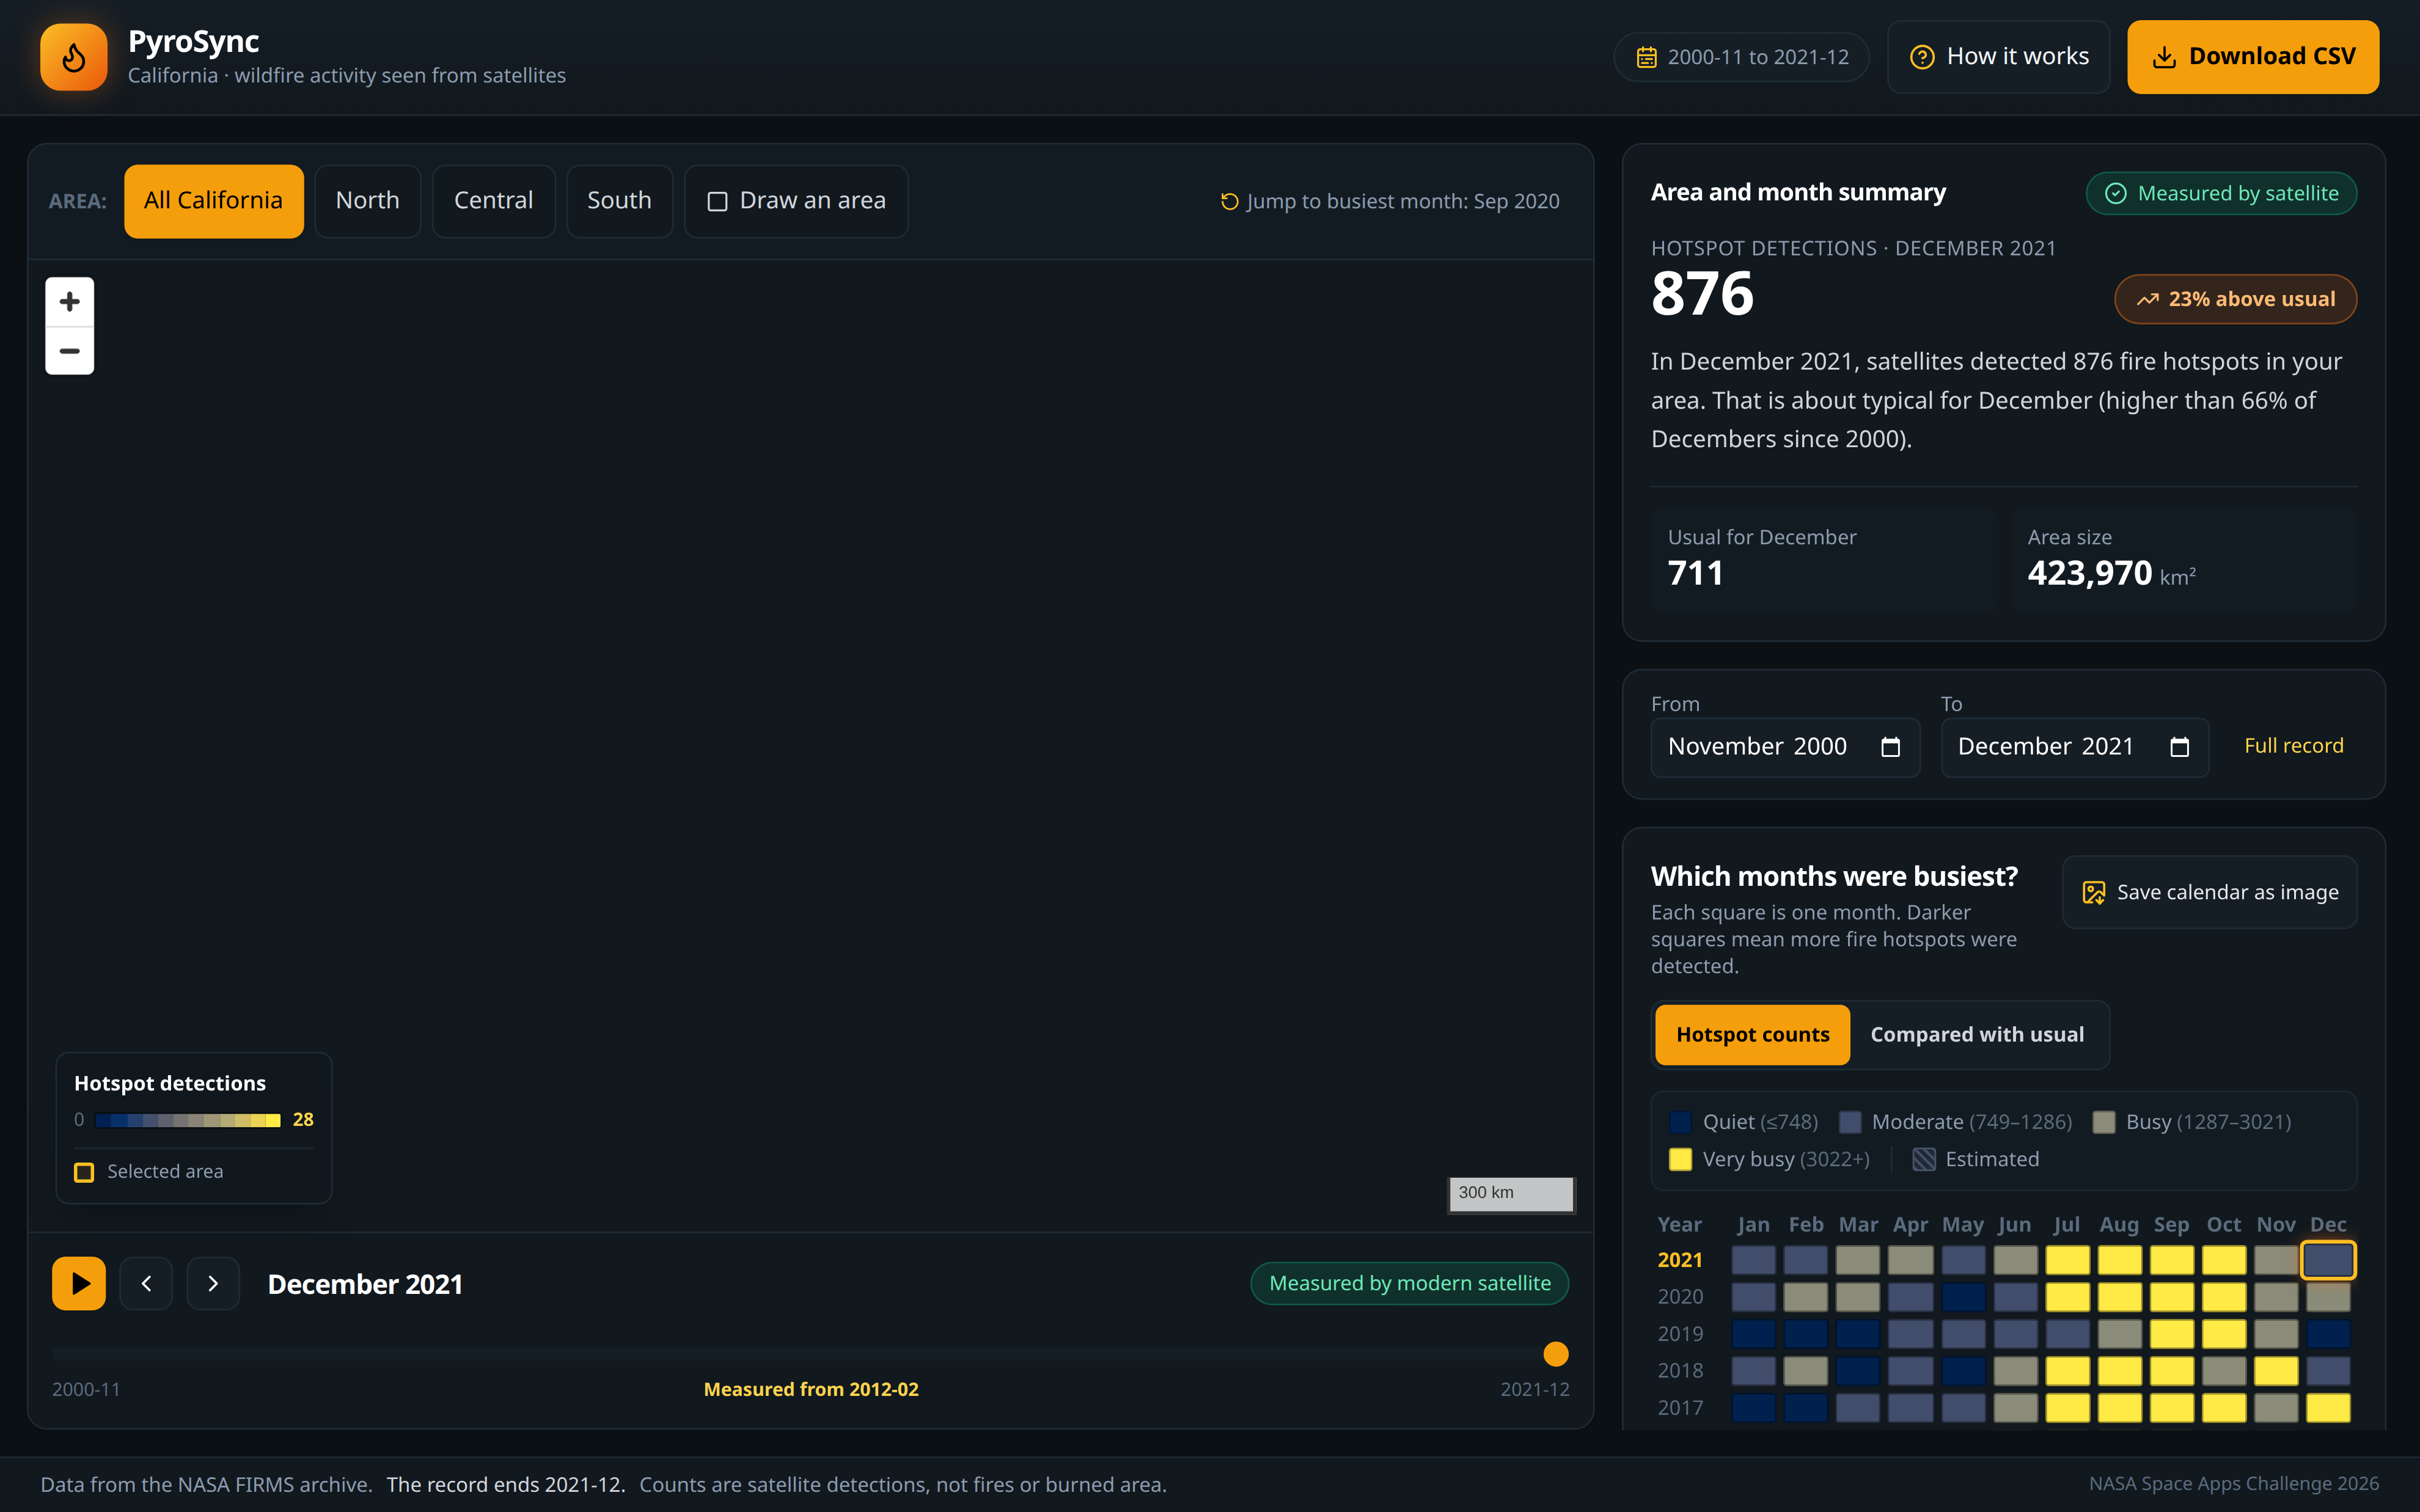 PyroSync
California · wildfire activity seen from satellites
2000-11 to 2021-12
How it works
Download CSV
AREA:
All California
North
Central
South
Draw an area
Jump to busiest month: Sep 2020
+
−
Hotspot detections
0
28
Selected area
300 km
December 2021
Measured by modern satellite
2000-11
Measured from 2012-02
2021-12
Area and month summary
Measured by satellite
HOTSPOT DETECTIONS · DECEMBER 2021
876
23% above usual
In December 2021, satellites detected 876 fire hotspots in your
area. That is about typical for December (higher than 66% of
Decembers since 2000).
Usual for December
711
Area size
423,970 km²
From
November 2000
To
December 2021
Full record
Which months were busiest?
Each square is one month. Darker
squares mean more fire hotspots were
detected.
Save calendar as image
Hotspot counts
Compared with usual
Quiet (≤748)
Moderate (749–1286)
Busy (1287–3021)
Very busy (3022+)
Estimated
Year Jan Feb Mar Apr May Jun Jul Aug Sep Oct Nov Dec
2021
2020
2019
2018
2017
Data from the NASA FIRMS archive. The record ends 2021-12. Counts are satellite detections, not fires or burned area.
NASA Space Apps Challenge 2026